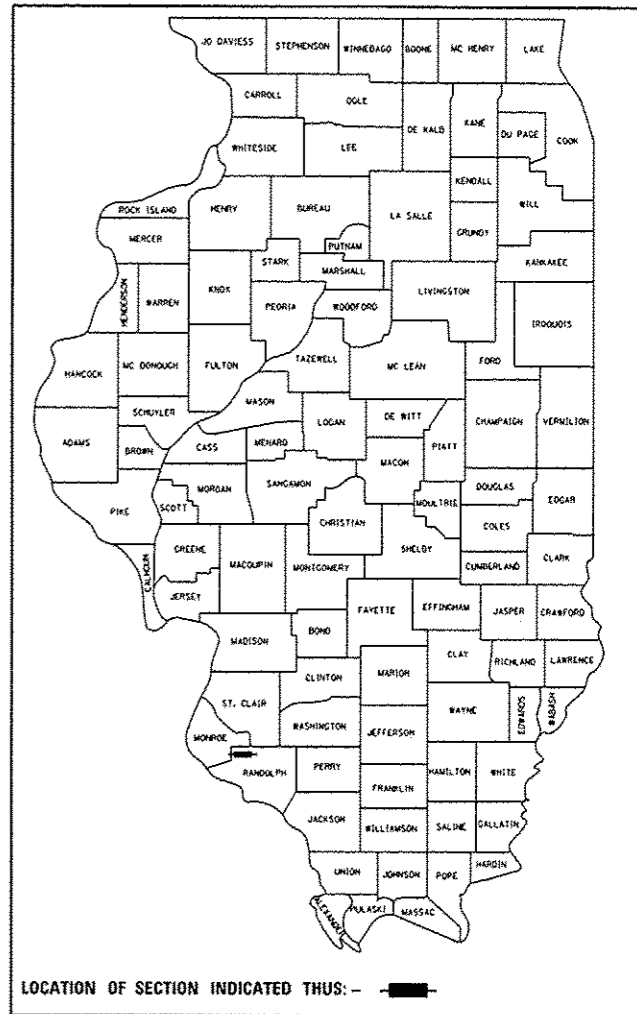 JO DAVIESS STEPHENSON WINNEBAGO BOONE MC HENRY LAKE
CARROLL OGLE DE KALB KANE DU PAGE COOK
WHITESIDE LEE
KENDALL WILL
ROCK ISLAND HENRY BUREAU LA SALLE GRUNDY
MERCER PUTNAM KANKAKEE
STARK MARSHALL
HENDERSON WARREN KNOX PEORIA WOODFORD LIVINGSTON IROQUOIS
HANCOCK MC DONOUGH FULTON TAZEWELL MC LEAN FORD
MASON
SCHUYLER LOGAN DE WITT CHAMPAIGN VERMILION
ADAMS BROWN CASS MENARD MACON PIATT
MORGAN SANGAMON DOUGLAS EDGAR
PIKE SCOTT CHRISTIAN MOULTRIE COLES
GREENE MACOUPIN MONTGOMERY SHELBY CUMBERLAND CLARK
CALHOUN JERSEY FAYETTE EFFINGHAM JASPER CRAWFORD
MADISON BOND CLAY RICHLAND LAWRENCE
CLINTON MARION
ST. CLAIR WAYNE EDWARDS WABASH
MONROE WASHINGTON JEFFERSON
RANDOLPH PERRY HAMILTON WHITE
FRANKLIN
JACKSON WILLIAMSON SALINE GALLATIN
UNION JOHNSON POPE HARDIN
ALEXANDER PULASKI MASSAC
LOCATION OF SECTION INDICATED THUS: -